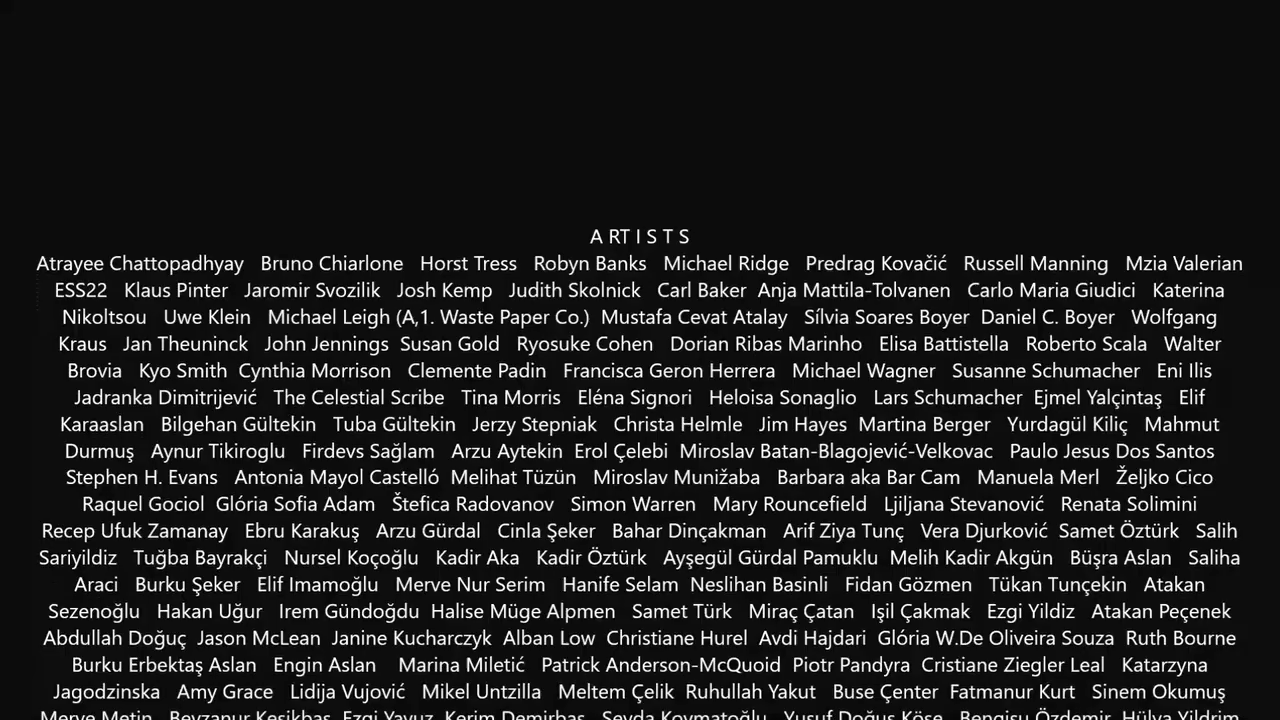 A R T I S T S
Atrayee Chattopadhyay Bruno Chiarlone Horst Tress Robyn Banks Michael Ridge Predrag Kovačić Russell Manning Mzia Valerian
ESS22 Klaus Pinter Jaromir Svozilik Josh Kemp Judith Skolnick Carl Baker Anja Mattila-Tolvanen Carlo Maria Giudici Katerina
Nikoltsou Uwe Klein Michael Leigh (A,1. Waste Paper Co.) Mustafa Cevat Atalay Sílvia Soares Boyer Daniel C. Boyer Wolfgang
Kraus Jan Theuninck John Jennings Susan Gold Ryosuke Cohen Dorian Ribas Marinho Elisa Battistella Roberto Scala Walter
Brovia Kyo Smith Cynthia Morrison Clemente Padin Francisca Geron Herrera Michael Wagner Susanne Schumacher Eni Ilis
Jadranka Dimitrijević The Celestial Scribe Tina Morris Eléna Signori Heloisa Sonaglio Lars Schumacher Ejmel Yalçintaş Elif
Karaaslan Bilgehan Gültekin Tuba Gültekin Jerzy Stepniak Christa Helmle Jim Hayes Martina Berger Yurdagül Kiliç Mahmut
Durmuş Aynur Tikiroglu Firdevs Sağlam Arzu Aytekin Erol Çelebi Miroslav Batan-Blagojević-Velkovac Paulo Jesus Dos Santos
Stephen H. Evans Antonia Mayol Castelló Melihat Tüzün Miroslav Munižaba Barbara aka Bar Cam Manuela Merl Željko Cico
Raquel Gociol Glória Sofia Adam Štefica Radovanov Simon Warren Mary Rouncefield Ljiljana Stevanović Renata Solimini
Recep Ufuk Zamanay Ebru Karakuş Arzu Gürdal Cinla Şeker Bahar Dinçakman Arif Ziya Tunç Vera Djurković Samet Öztürk Salih
Sariyildiz Tuğba Bayrakçi Nursel Koçoğlu Kadir Aka Kadir Öztürk Ayşegül Gürdal Pamuklu Melih Kadir Akgün Büşra Aslan Saliha
Araci Burku Şeker Elif Imamoğlu Merve Nur Serim Hanife Selam Neslihan Basinli Fidan Gözmen Tükan Tunçekin Atakan
Sezenoğlu Hakan Uğur Irem Gündoğdu Halise Müge Alpmen Samet Türk Miraç Çatan Işil Çakmak Ezgi Yildiz Atakan Peçenek
Abdullah Doğuç Jason McLean Janine Kucharczyk Alban Low Christiane Hurel Avdi Hajdari Glória W.De Oliveira Souza Ruth Bourne
Burku Erbektaş Aslan Engin Aslan Marina Miletić Patrick Anderson-McQuoid Piotr Pandyra Cristiane Ziegler Leal Katarzyna
Jagodzinska Amy Grace Lidija Vujović Mikel Untzilla Meltem Çelik Ruhullah Yakut Buse Çenter Fatmanur Kurt Sinem Okumuş
Merve Metin Beyzanur Ezgi Yavuz Kerim Yusuf Özdemir Hülya Yildirim